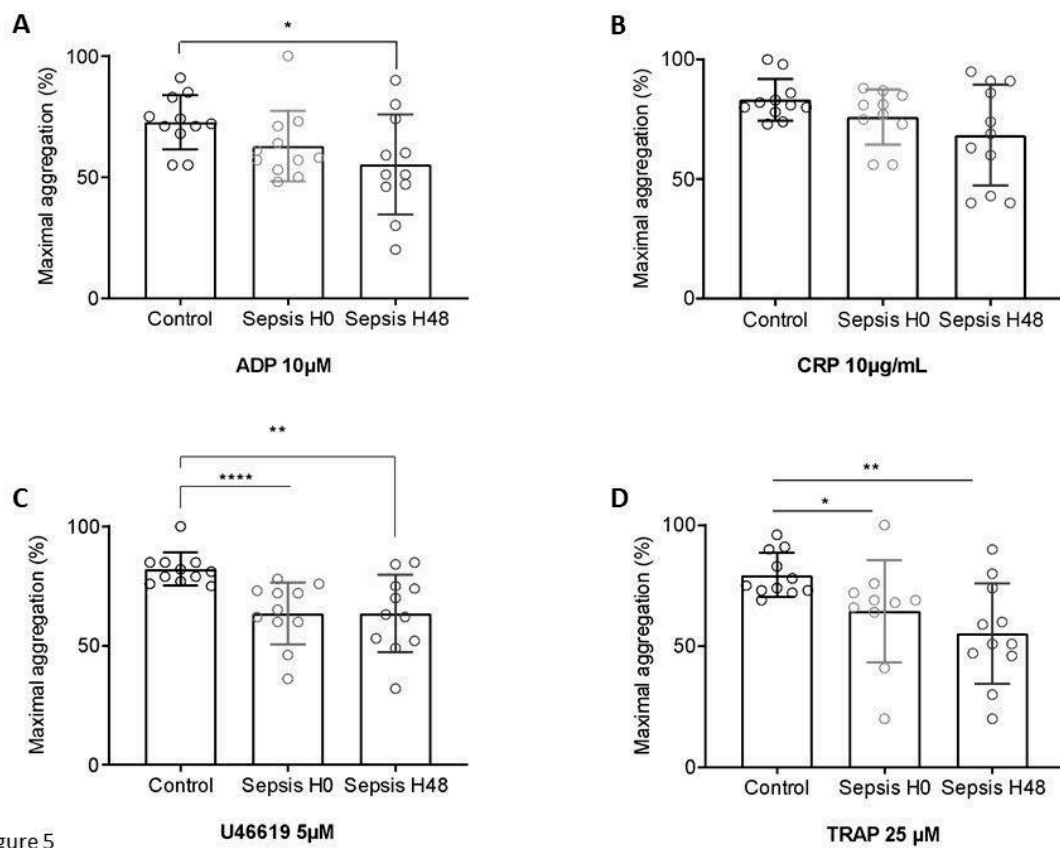 A
*
Maximal aggregation (%)
100
50
0
Control Sepsis H0 Sepsis H48
ADP 10µM
B
Maximal aggregation (%)
100
50
0
Control Sepsis H0 Sepsis H48
CRP 10µg/mL
C
**
****
Maximal aggregation (%)
100
50
0
Control Sepsis H0 Sepsis H48
U46619 5µM
D
**
*
Maximal aggregation (%)
100
50
0
Control Sepsis H0 Sepsis H48
TRAP 25 µM
gure 5